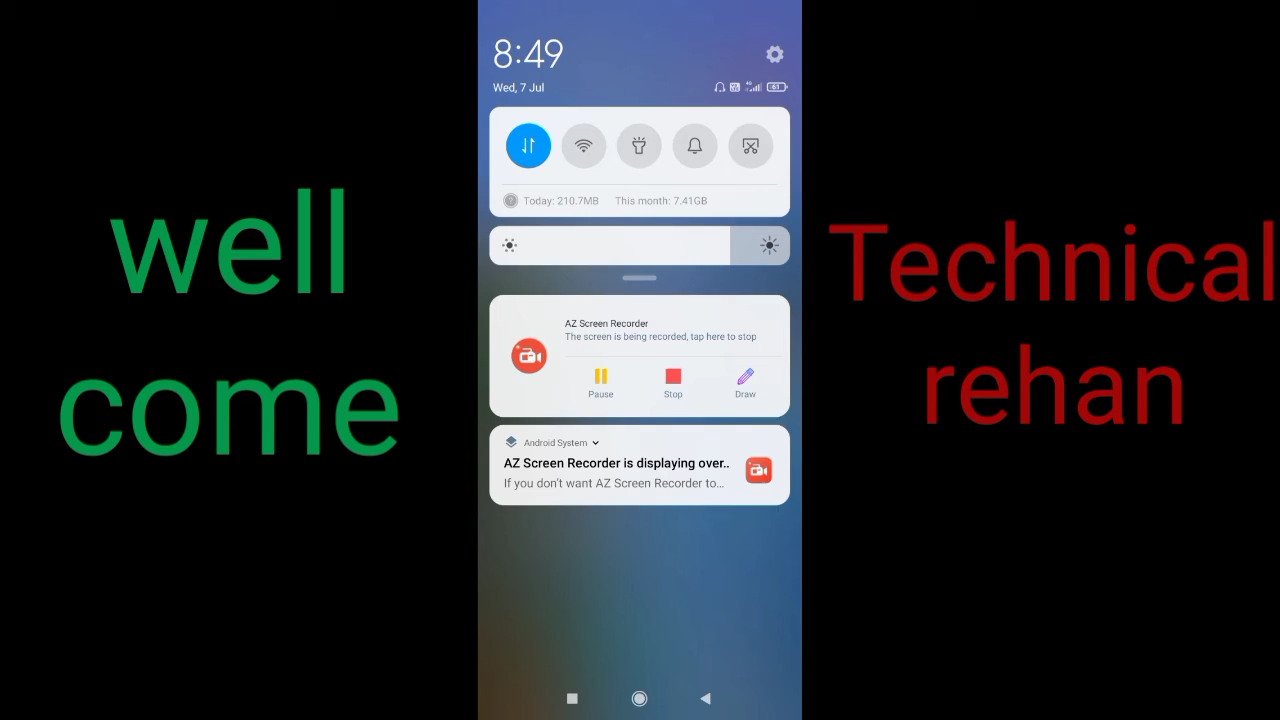 well
come
8:49
Wed, 7 Jul
4G
61
Today: 210.7MB This month: 7.41GB
AZ Screen Recorder
The screen is being recorded, tap here to stop
Pause Stop Draw
Android System
AZ Screen Recorder is displaying over..
If you don't want AZ Screen Recorder to...
Technical
rehan